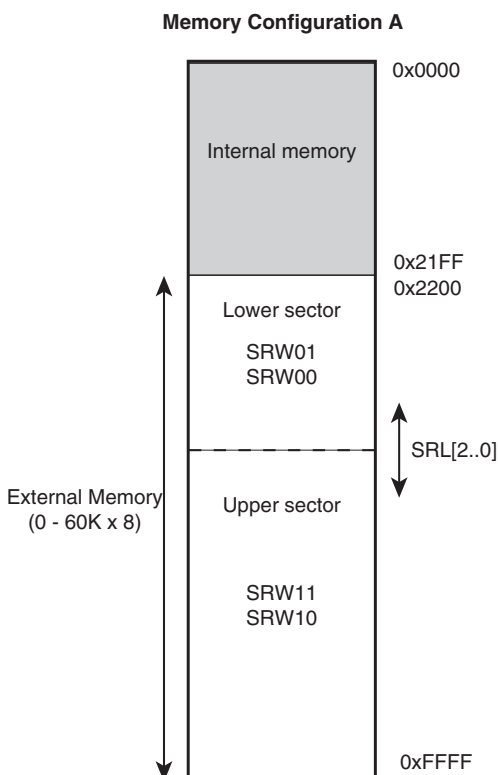 Memory Configuration A
0x0000
Internal memory
0x21FF
0x2200
Lower sector
SRW01
SRW00
SRL[2..0]
External Memory
(0 - 60K x 8)
Upper sector
SRW11
SRW10
0xFFFF